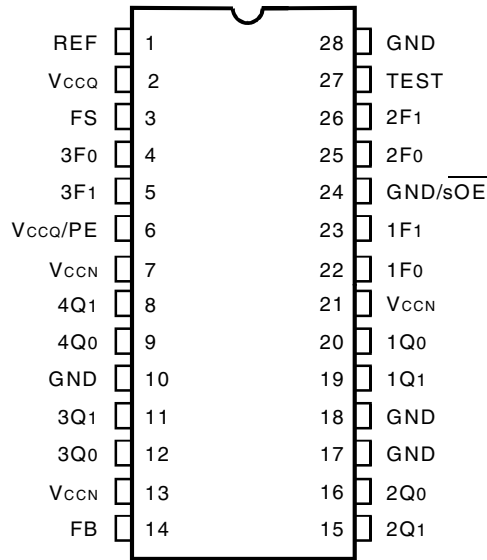 REF 1 28 GND
VCCQ 2 27 TEST
FS 3 26 2F1
3F0 4 25 2F0
3F1 5 24 GND/sOE
VCCQ/PE 6 23 1F1
VCCN 7 22 1F0
4Q1 8 21 VCCN
4Q0 9 20 1Q0
GND 10 19 1Q1
3Q1 11 18 GND
3Q0 12 17 GND
VCCN 13 16 2Q0
FB 14 15 2Q1